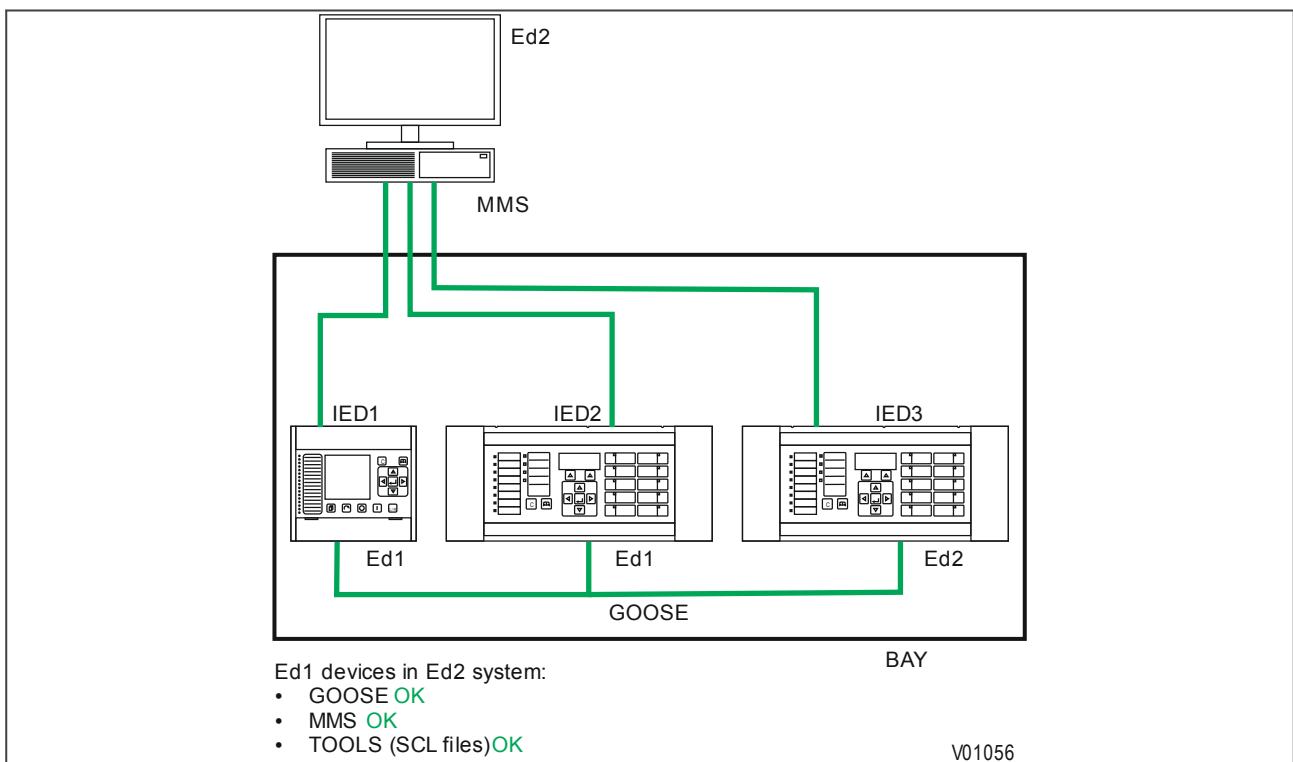 Ed2
MMS
IED1
IED2
IED3
Ed1
Ed1
Ed2
GOOSE
BAY
Ed1 devices in Ed2 system:
• GOOSE OK
• MMS OK
• TOOLS (SCL files)OK
V01056